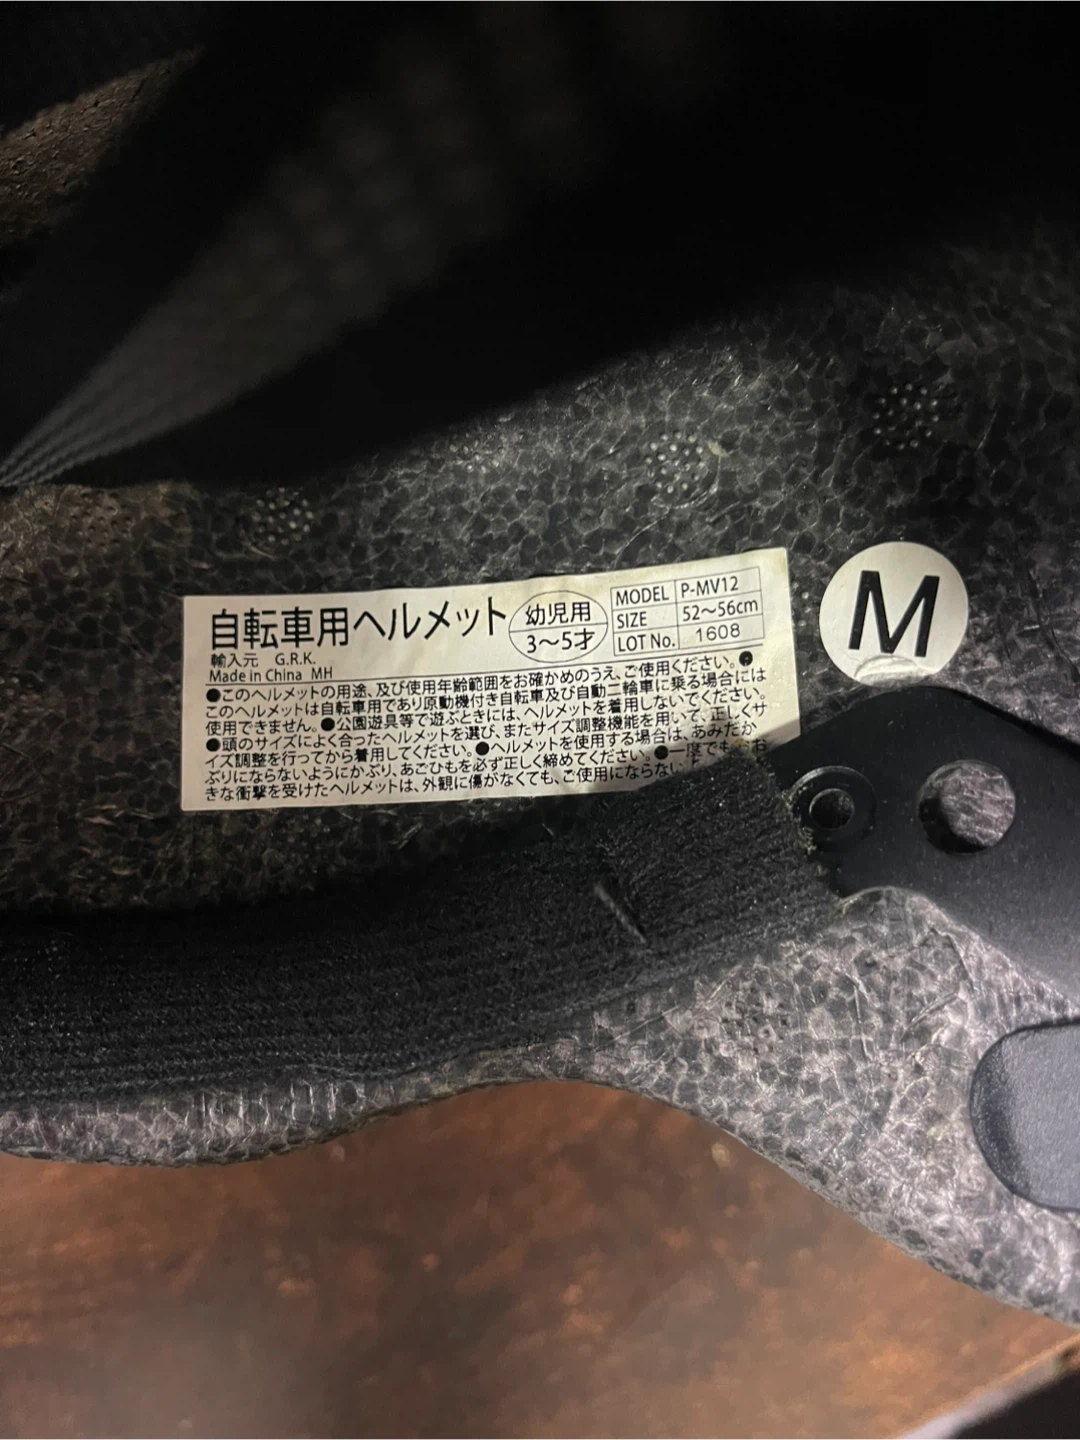 自転車用ヘルメット
幼児用
3～5才
MODEL P-MV12
SIZE 52～56cm
LOT No. 1608
輸入元 G.R.K.
Made in China MH
●このヘルメットの用途、及び使用年齢範囲をお確かめのうえ、ご使用ください。●
このヘルメットは自転車用であり原動機付き自転車及び自動二輪車に乗る場合には
使用できません。●公園遊具等で遊ぶときには、ヘルメットを着用しないでください。
●頭のサイズによく合ったヘルメットを選び、またサイズ調整機能を用いて、正しくサ
イズ調整を行ってから着用してください。●ヘルメットを使用する場合は、あみだか
ぶりにならないようにかぶり、あごひもを必ず正しく締めてください。●一度でもおお
きな衝撃を受けたヘルメットは、外観に傷がなくても、ご使用にならない
M